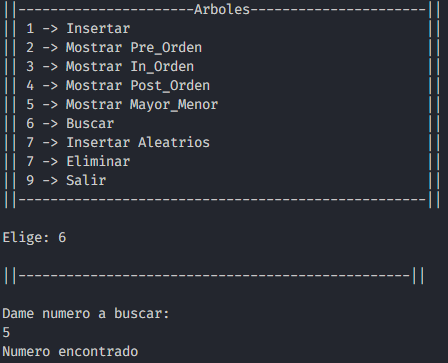 ||----------------------Arboles----------------------||
|| 1 -> Insertar ||
|| 2 -> Mostrar Pre_Orden ||
|| 3 -> Mostrar In_Orden ||
|| 4 -> Mostrar Post_Orden ||
|| 5 -> Mostrar Mayor_Menor ||
|| 6 -> Buscar ||
|| 7 -> Insertar Aleatrios ||
|| 7 -> Eliminar ||
|| 9 -> Salir ||
||---------------------------------------------------||
Elige: 6
||-------------------------------------------------||
Dame numero a buscar:
5
Numero encontrado